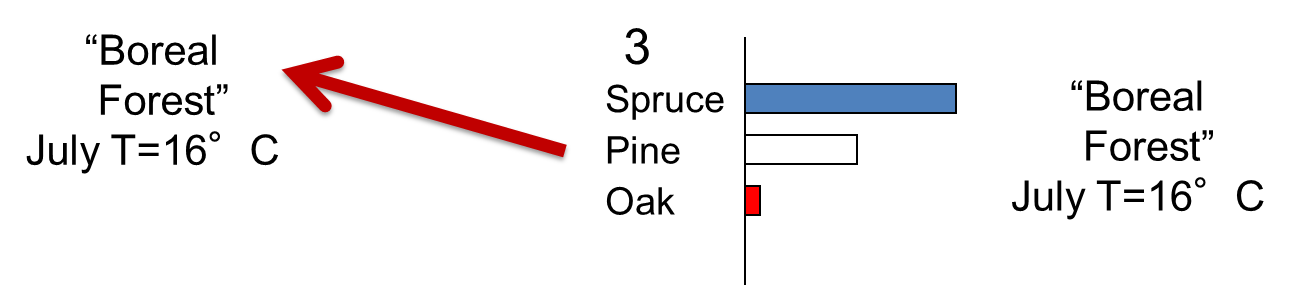 “Boreal
Forest”
July T=16° C
3
Spruce
Pine
Oak
“Boreal
Forest”
July T=16° C